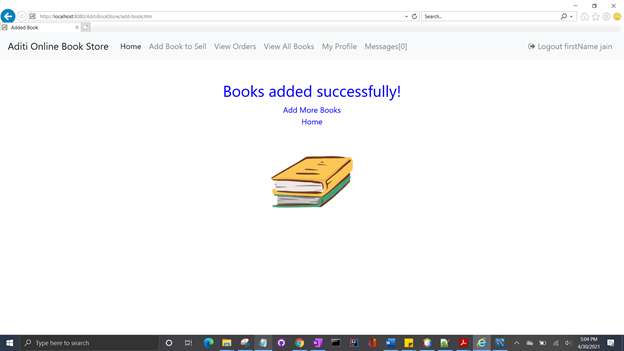 http://localhost:8080/AditiBookStore/add-book.htm
Search...
Added Book
Aditi Online Book Store Home Add Book to Sell View Orders View All Books My Profile Messages[0] Logout firstName jain
Books added successfully!
Add More Books
Home
Type here to search
5:04 PM
4/30/2021